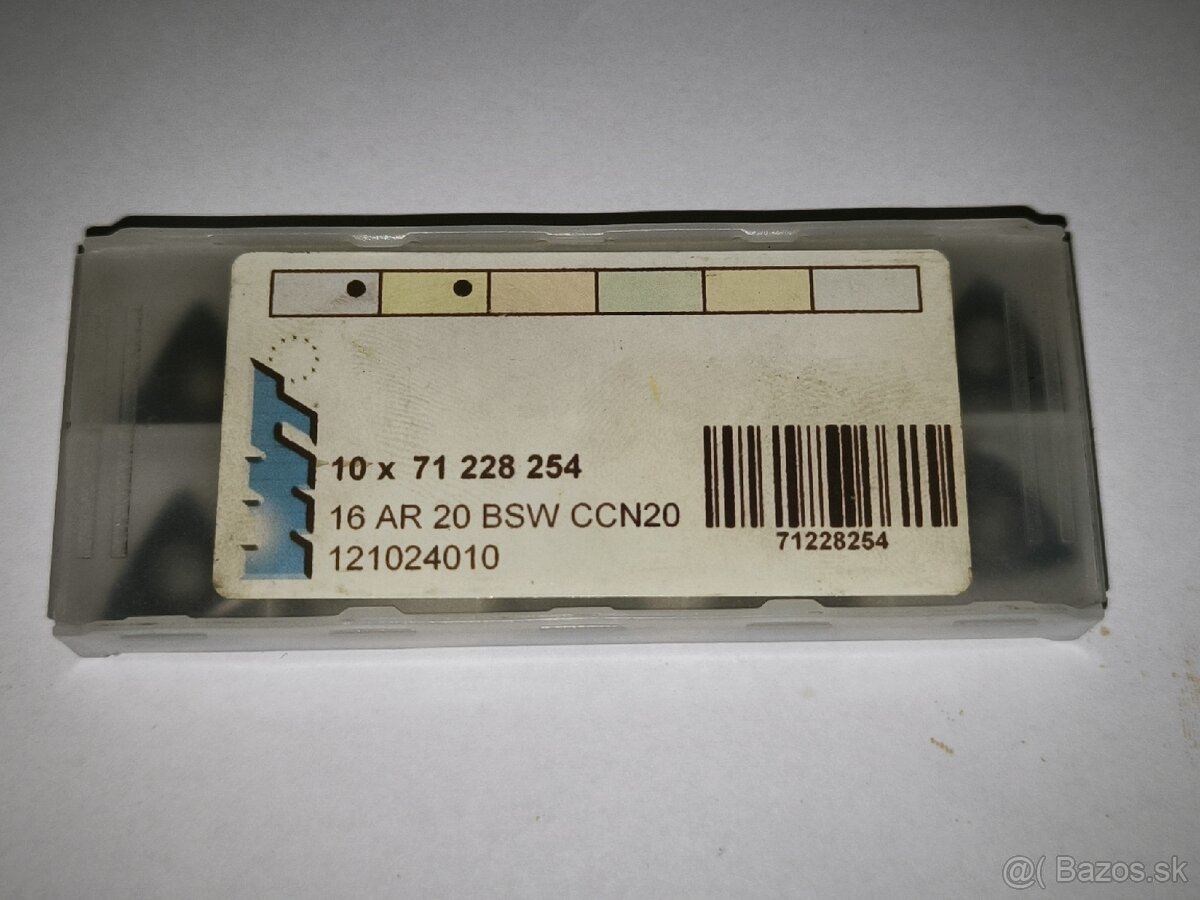 10 x 71 228 254
16 AR 20 BSW CCN20
121024010
71228254
@( Bazos.sk